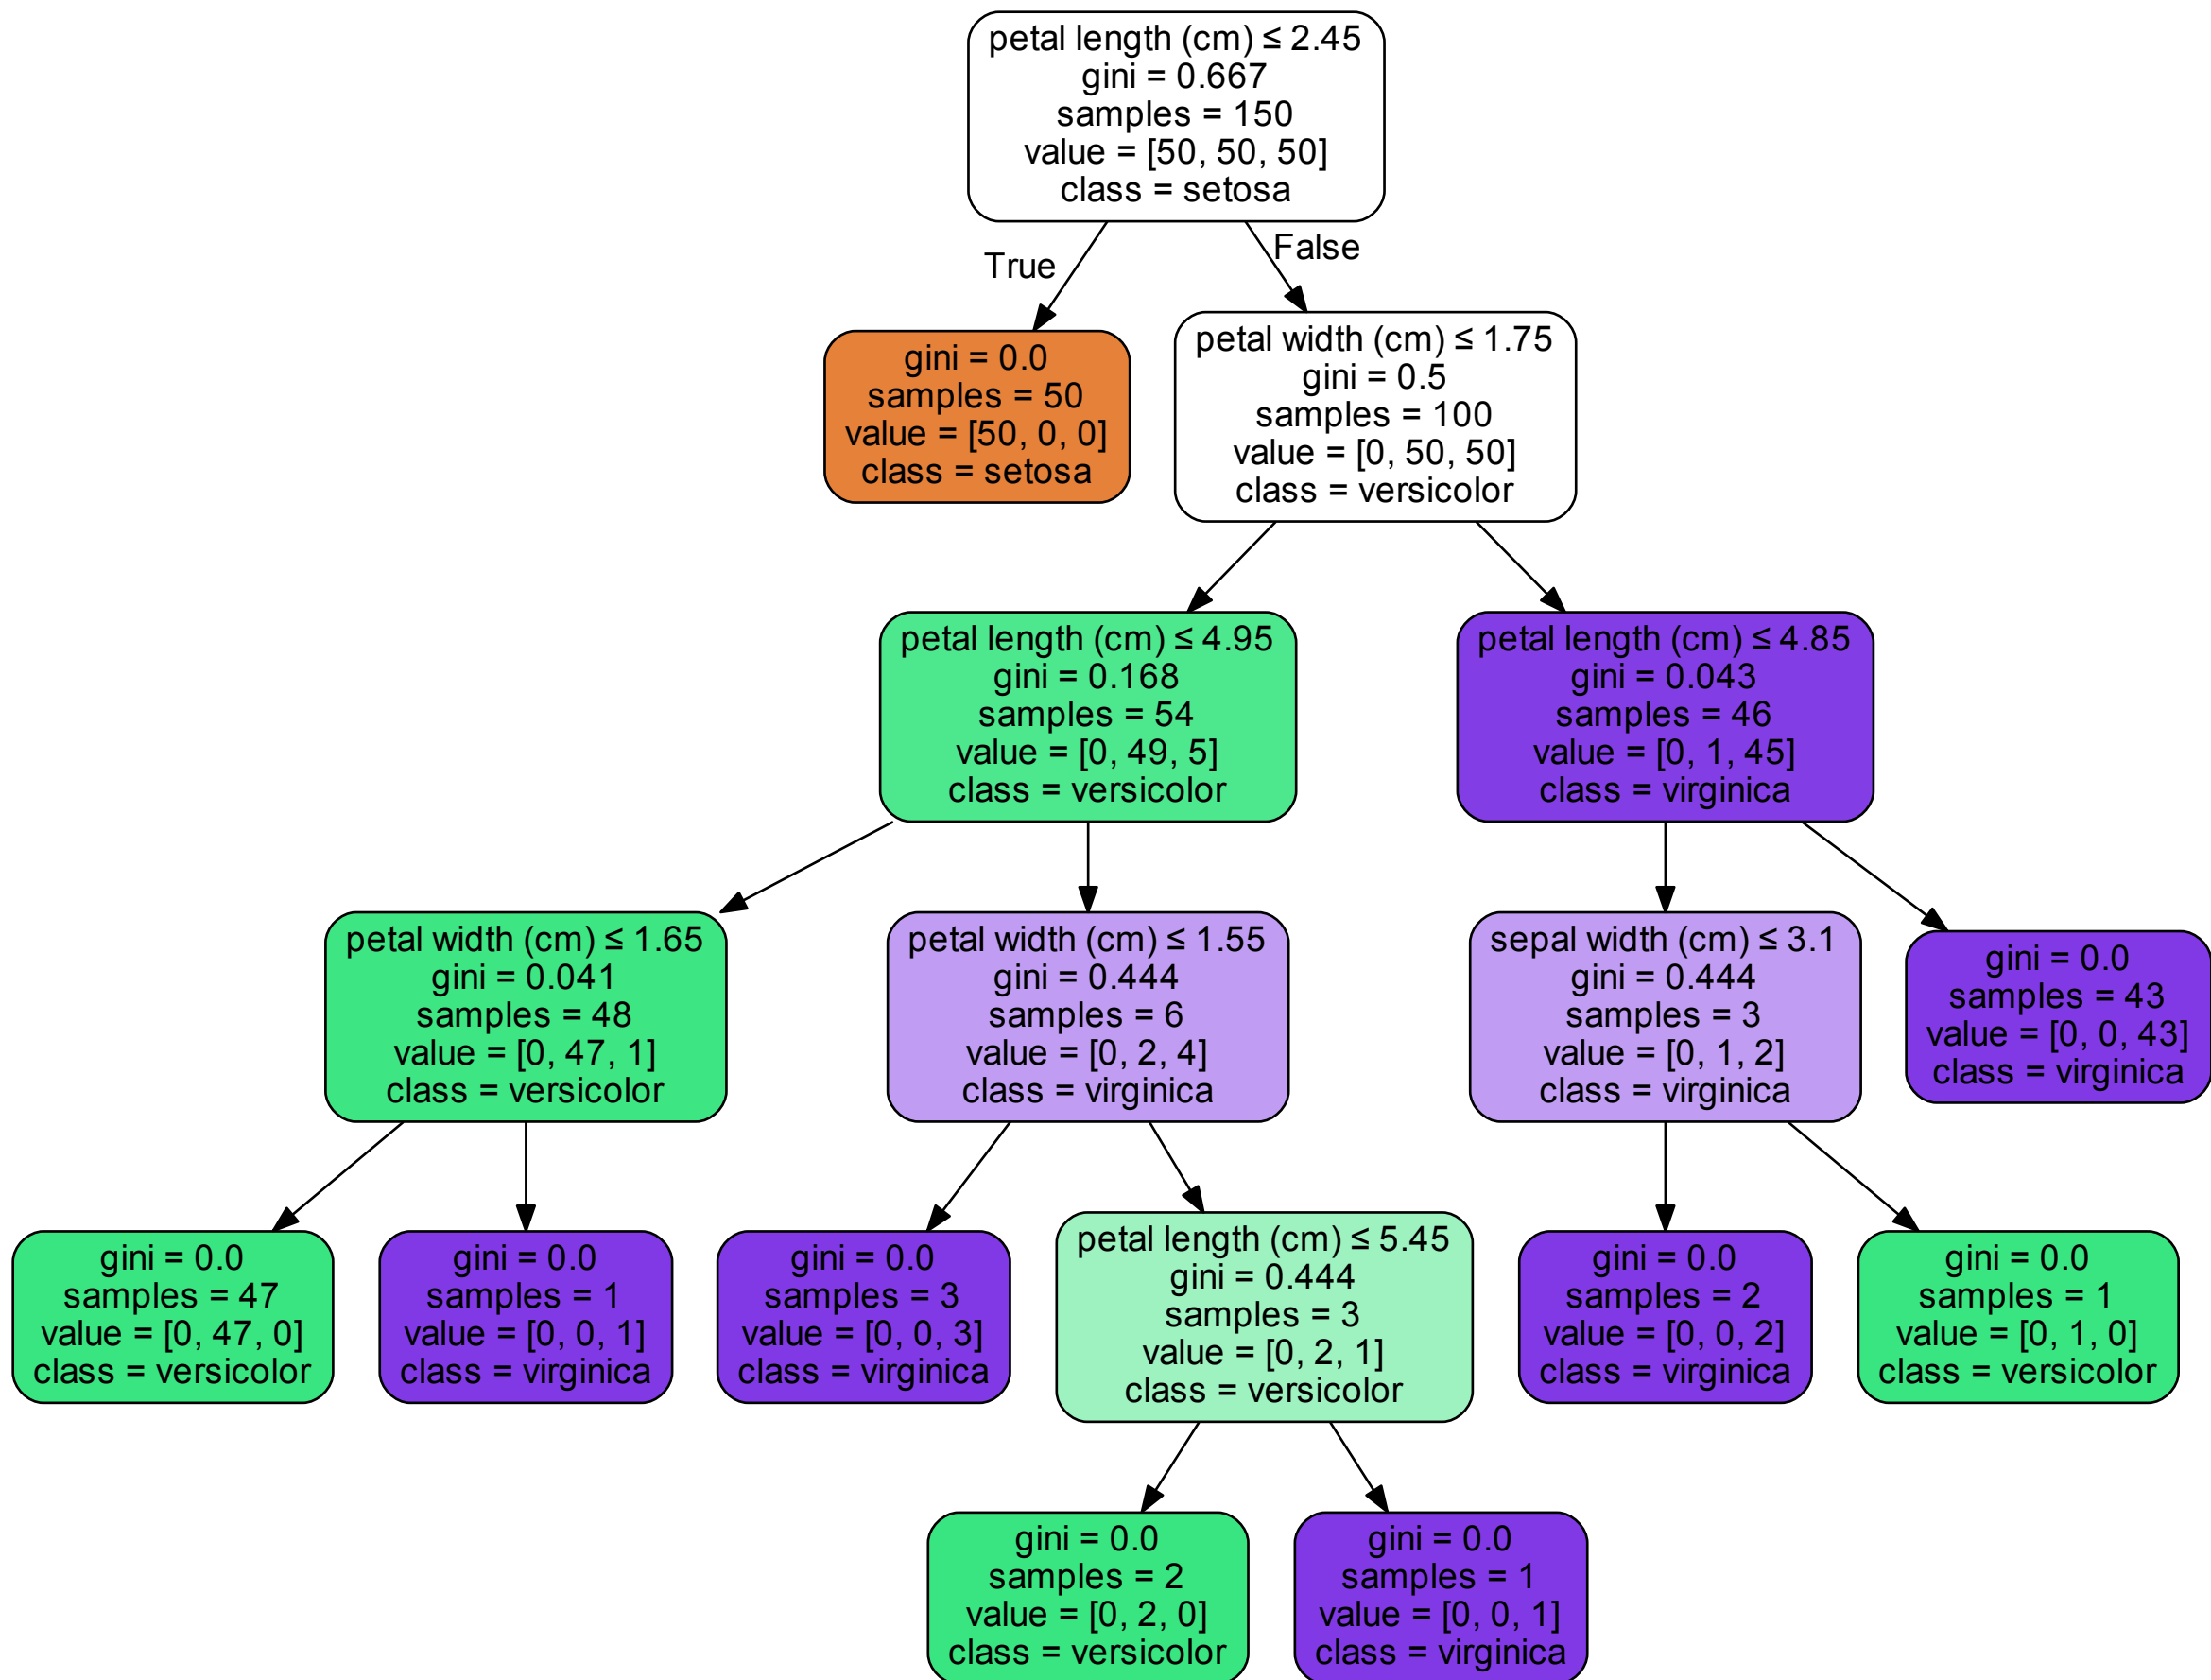 petal length (cm) ≤ 2.45
gini = 0.667
samples = 150
value = [50, 50, 50]
class = setosa
True
False
gini = 0.0
samples = 50
value = [50, 0, 0]
class = setosa
petal width (cm) ≤ 1.75
gini = 0.5
samples = 100
value = [0, 50, 50]
class = versicolor
petal length (cm) ≤ 4.95
gini = 0.168
samples = 54
value = [0, 49, 5]
class = versicolor
petal length (cm) ≤ 4.85
gini = 0.043
samples = 46
value = [0, 1, 45]
class = virginica
petal width (cm) ≤ 1.65
gini = 0.041
samples = 48
value = [0, 47, 1]
class = versicolor
petal width (cm) ≤ 1.55
gini = 0.444
samples = 6
value = [0, 2, 4]
class = virginica
sepal width (cm) ≤ 3.1
gini = 0.444
samples = 3
value = [0, 1, 2]
class = virginica
gini = 0.0
samples = 43
value = [0, 0, 43]
class = virginica
gini = 0.0
samples = 47
value = [0, 47, 0]
class = versicolor
gini = 0.0
samples = 1
value = [0, 0, 1]
class = virginica
gini = 0.0
samples = 3
value = [0, 0, 3]
class = virginica
petal length (cm) ≤ 5.45
gini = 0.444
samples = 3
value = [0, 2, 1]
class = versicolor
gini = 0.0
samples = 2
value = [0, 0, 2]
class = virginica
gini = 0.0
samples = 1
value = [0, 1, 0]
class = versicolor
gini = 0.0
samples = 2
value = [0, 2, 0]
class = versicolor
gini = 0.0
samples = 1
value = [0, 0, 1]
class = virginica